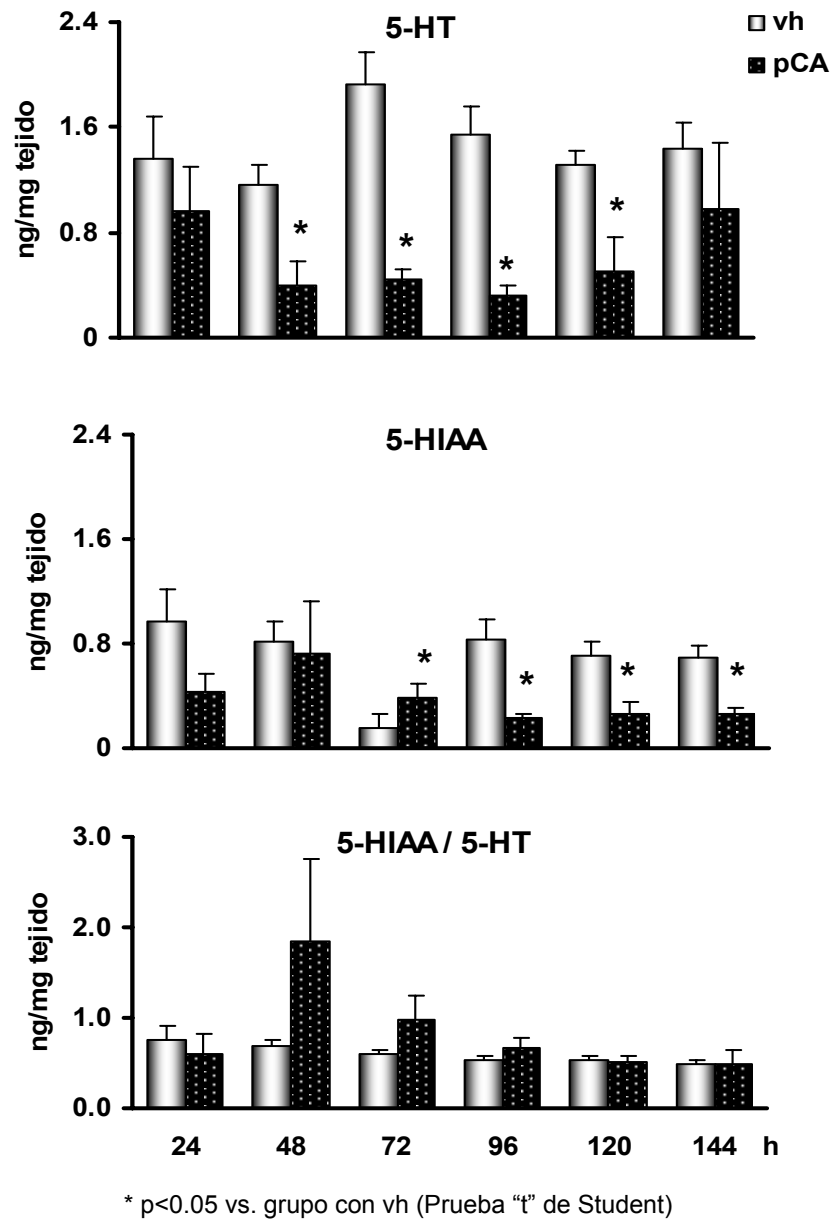 5-HT
vh
pCA
ng/mg tejido
2.4
1.6
0.8
0
*
*
*
*
5-HIAA
ng/mg tejido
2.4
1.6
0.8
0
*
*
*
*
5-HIAA / 5-HT
ng/mg tejido
3.0
2.0
1.0
0.0
24 48 72 96 120 144 h
* p<0.05 vs. grupo con vh (Prueba “t” de Student)